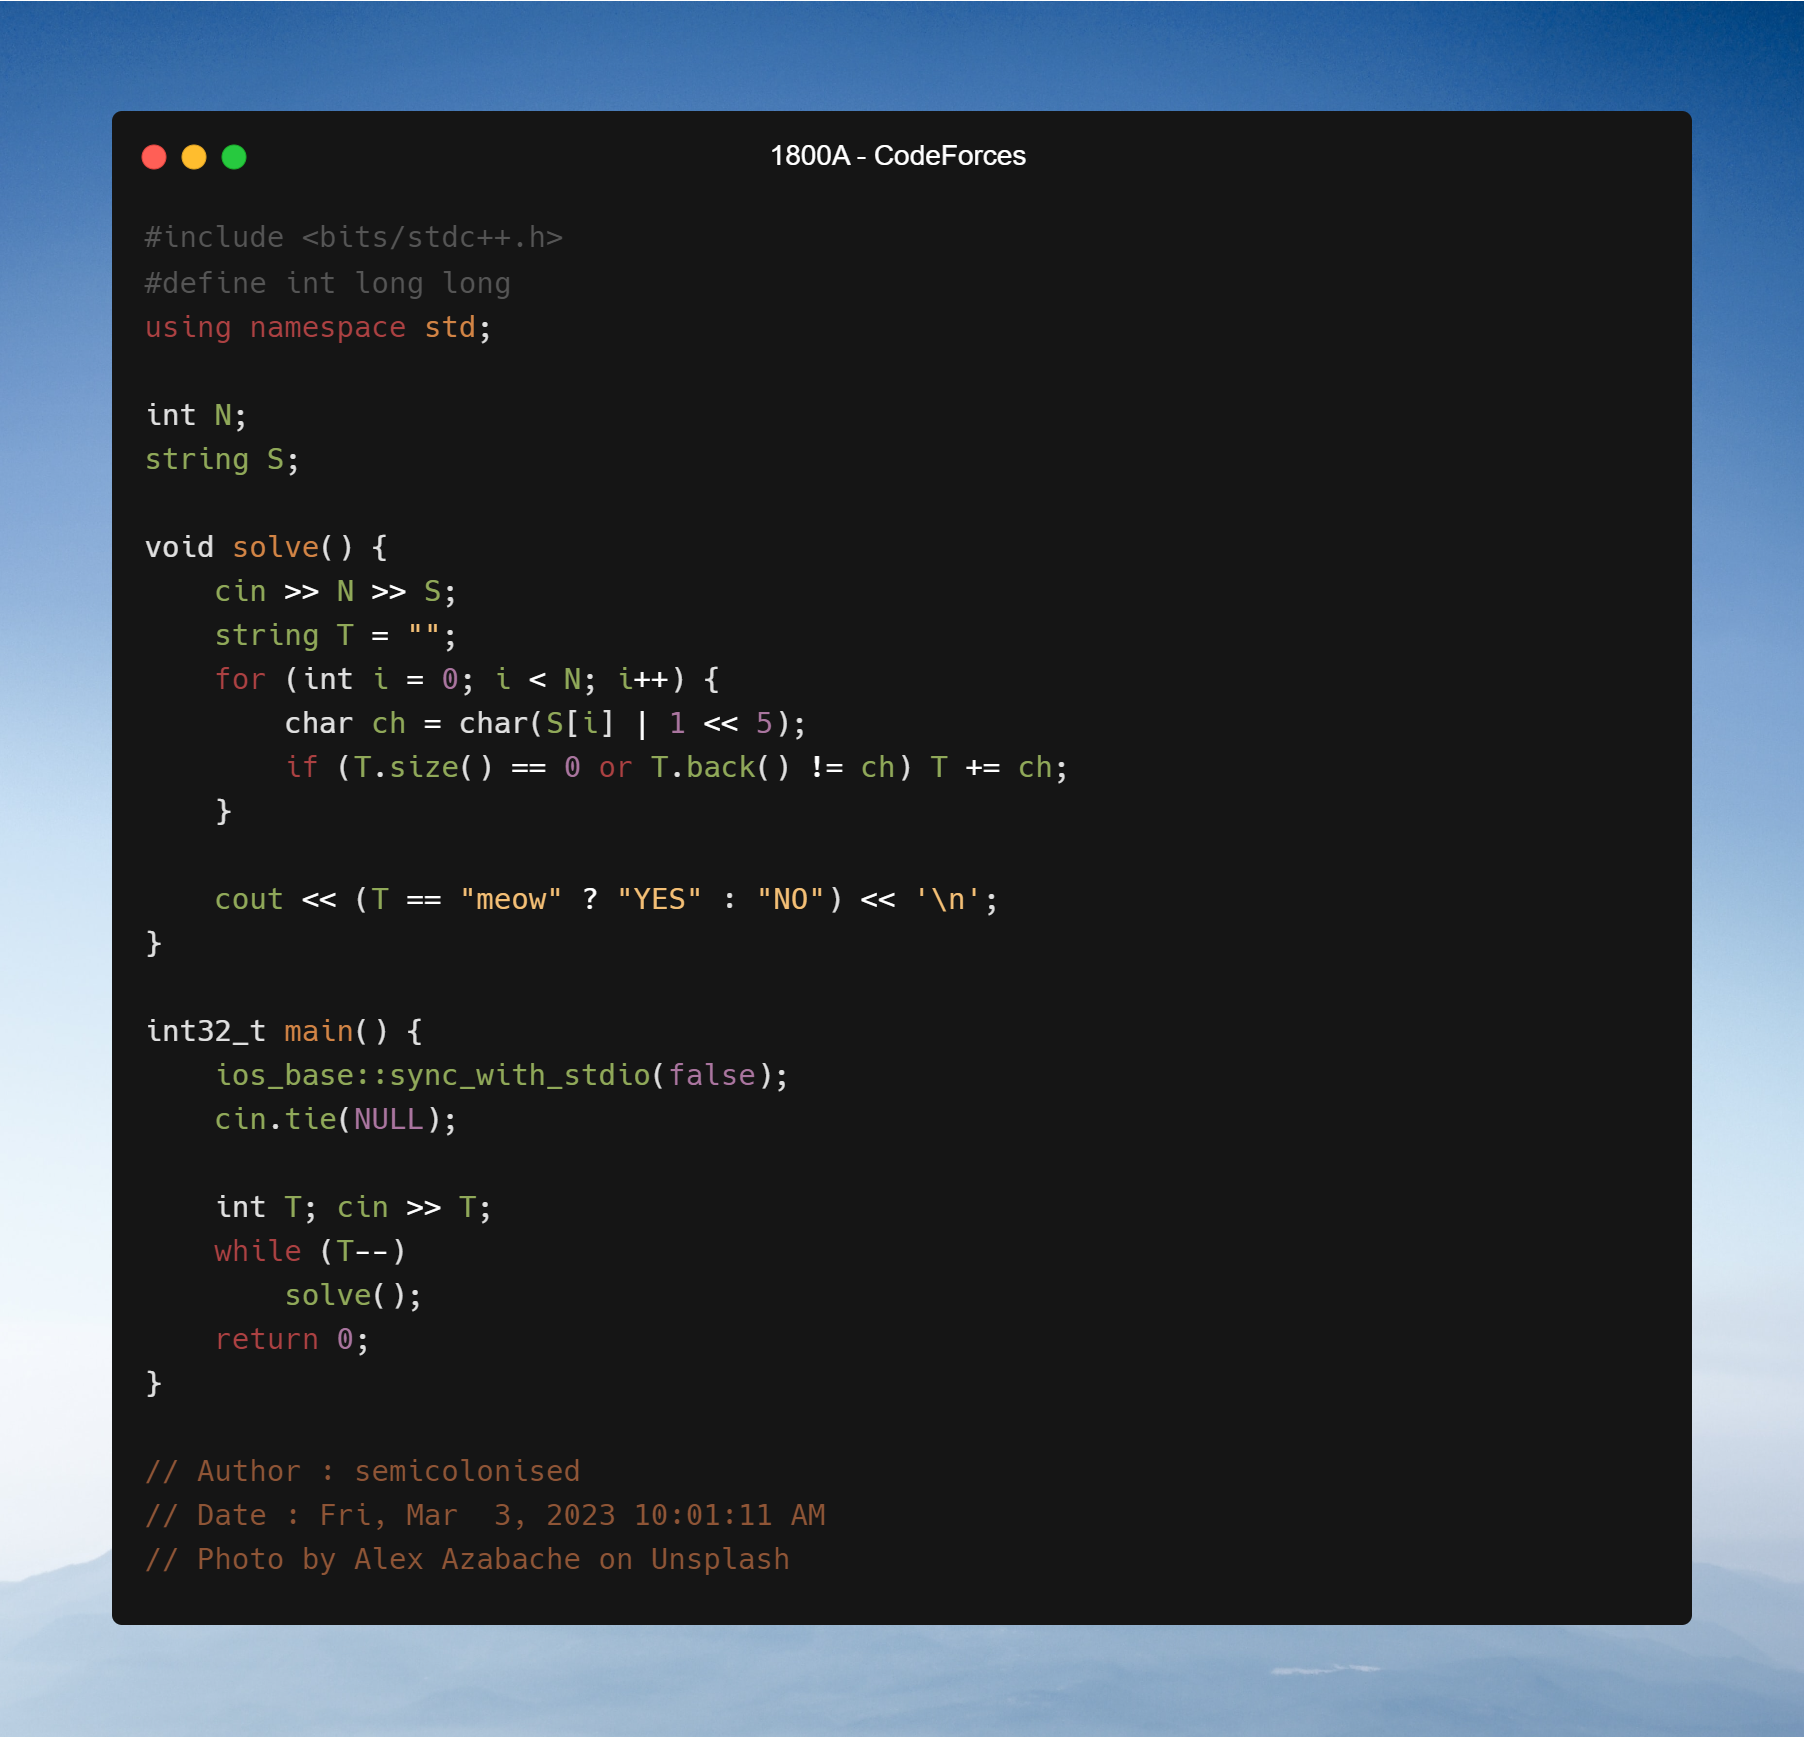 1800A - CodeForces
#include <bits/stdc++.h>
#define int long long
using namespace std;
int N;
string S;
void solve() {
    cin >> N >> S;
    string T = "";
    for (int i = 0; i < N; i++) {
        char ch = char(S[i] | 1 << 5);
        if (T.size() == 0 or T.back() != ch) T += ch;
    }
    cout << (T == "meow" ? "YES" : "NO") << '\n';
}
int32_t main() {
    ios_base::sync_with_stdio(false);
    cin.tie(NULL);
    int T; cin >> T;
    while (T--)
        solve();
    return 0;
}
// Author : semicolonised
// Date : Fri, Mar  3, 2023 10:01:11 AM
// Photo by Alex Azabache on Unsplash